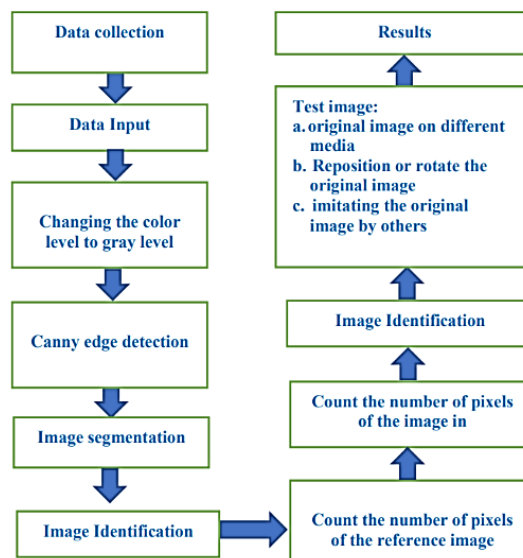 Data collection
Data Input
Changing the color
level to gray level
Canny edge detection
Image segmentation
Image Identification
Count the number of pixels
of the reference image
Count the number of pixels
of the image in
Image Identification
Test image:
a. original image on different
media
b. Reposition or rotate the
original image
c. imitating the original
image by others
Results